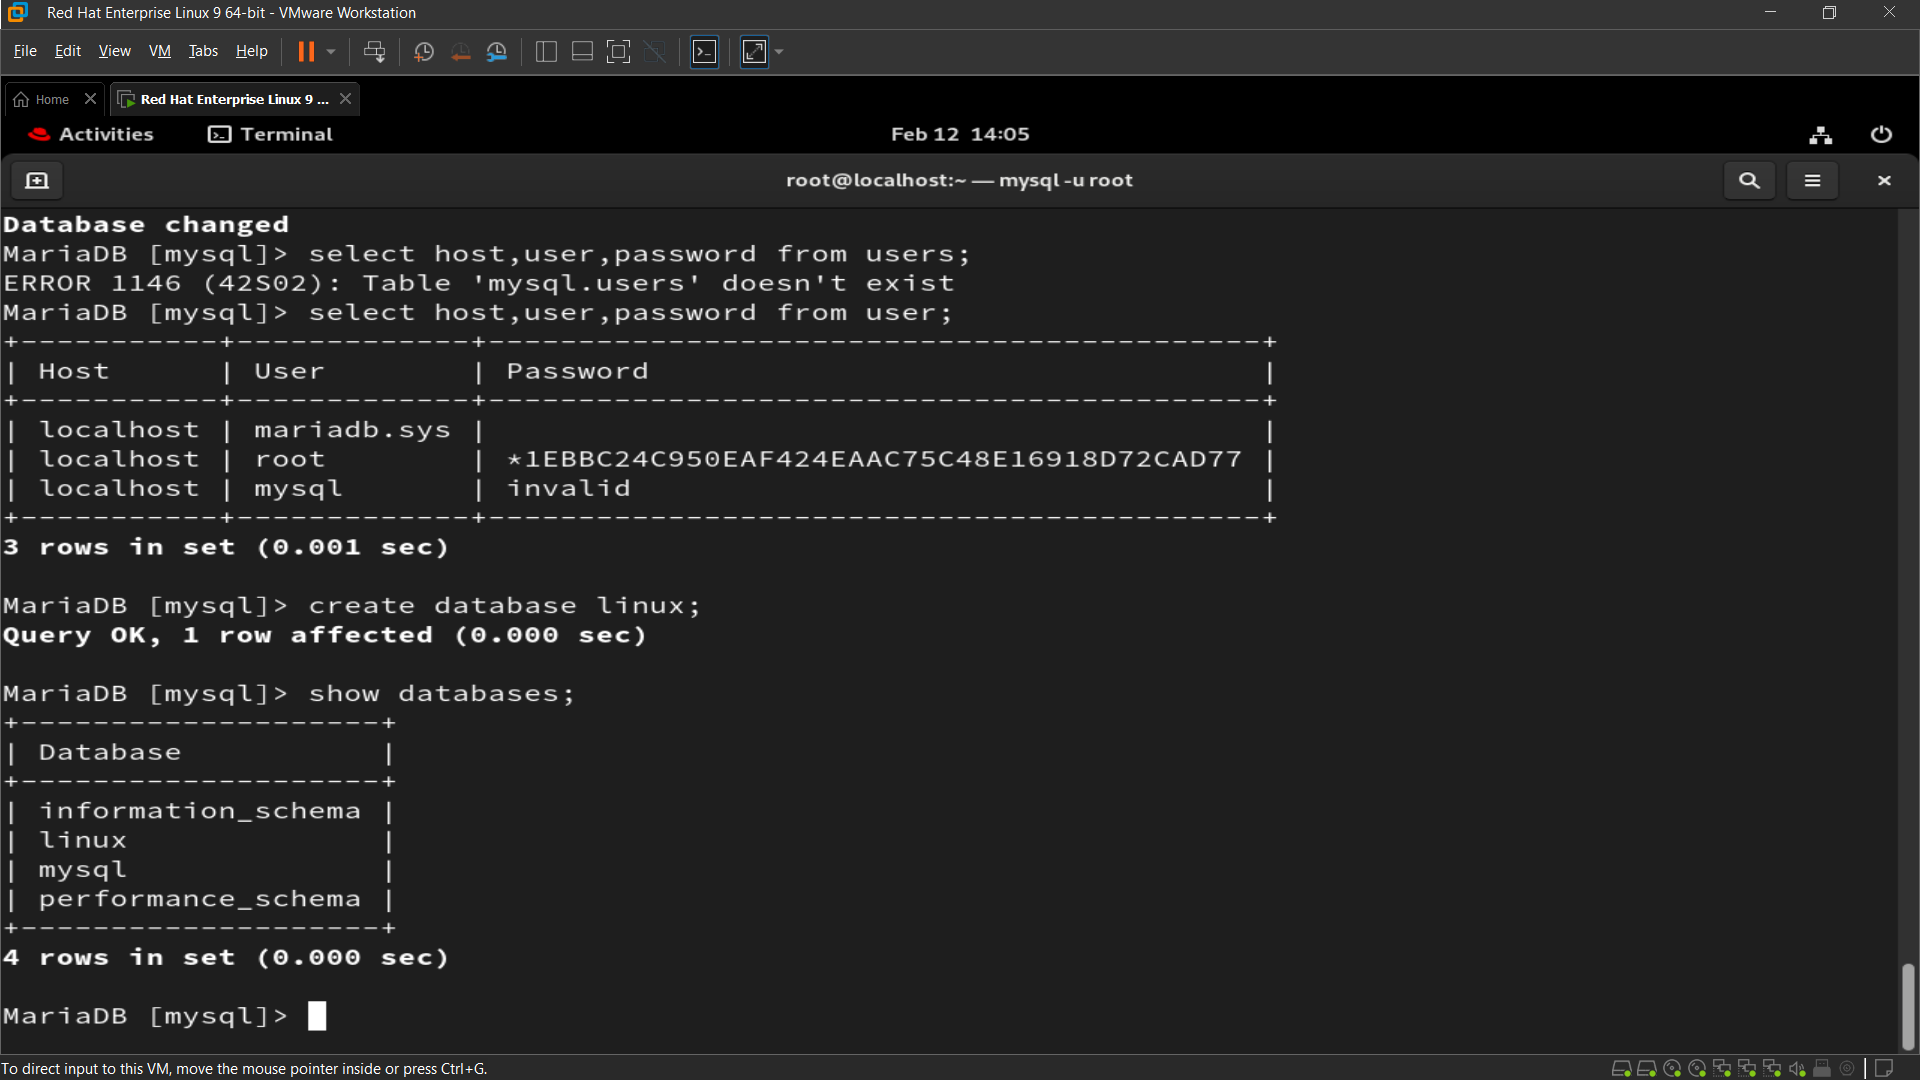 Red Hat Enterprise Linux 9 64-bit - VMware Workstation
File Edit View VM Tabs Help
Home
Red Hat Enterprise Linux 9 ...
Activities Terminal Feb 12 14:05
root@localhost:~ — mysql -u root
Database changed
MariaDB [mysql]> select host,user,password from users;
ERROR 1146 (42S02): Table 'mysql.users' doesn't exist
MariaDB [mysql]> select host,user,password from user;
+-----------+-------------+-------------------------------------------+
| Host      | User        | Password                                  |
+-----------+-------------+-------------------------------------------+
| localhost | mariadb.sys |                                           |
| localhost | root        | *1EBBC24C950EAF424EAAC75C48E16918D72CAD77 |
| localhost | mysql       | invalid                                   |
+-----------+-------------+-------------------------------------------+
3 rows in set (0.001 sec)
MariaDB [mysql]> create database linux;
Query OK, 1 row affected (0.000 sec)
MariaDB [mysql]> show databases;
+--------------------+
| Database           |
+--------------------+
| information_schema |
| linux              |
| mysql              |
| performance_schema |
+--------------------+
4 rows in set (0.000 sec)
MariaDB [mysql]>
To direct input to this VM, move the mouse pointer inside or press Ctrl+G.